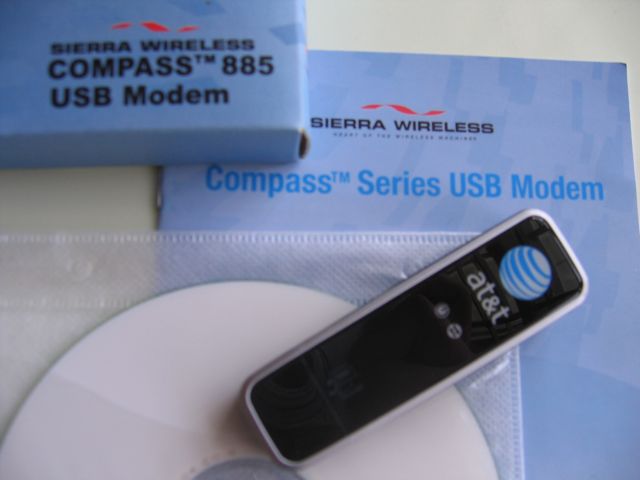 SIERRA WIRELESS
COMPASS™ 885
USB Modem
SIERRA WIRELESS
HEART OF THE WIRELESS MACHINE
Compass™ Series USB Modem
at&t